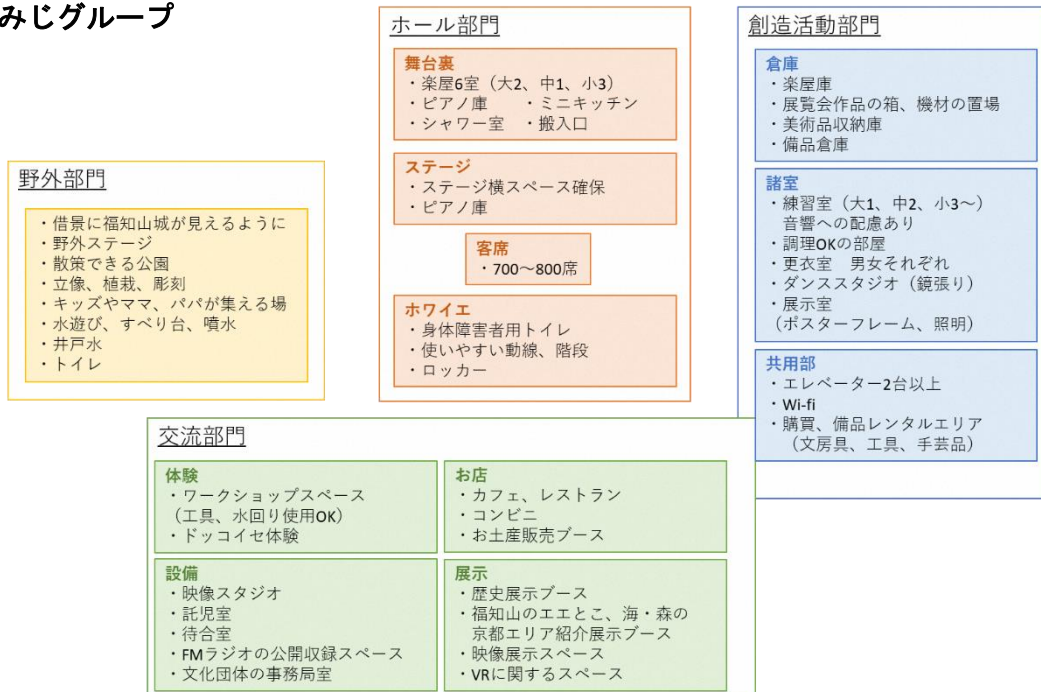 みじグループ
野外部門
・借景に福知山城が見えるように
・野外ステージ
・散策できる公園
・立像、植栽、彫刻
・キッズやママ、パパが集える場
・水遊び、すべり台、噴水
・井戸水
・トイレ
ホール部門
舞台裏
・楽屋6室（大2、中1、小3）
・ピアノ庫　・ミニキッチン
・シャワー室　・搬入口
ステージ
・ステージ横スペース確保
・ピアノ庫
客席
・700～800席
ホワイエ
・身体障害者用トイレ
・使いやすい動線、階段
・ロッカー
創造活動部門
倉庫
・楽屋庫
・展覧会作品の箱、機材の置場
・美術品収納庫
・備品倉庫
諸室
・練習室（大1、中2、小3～）
音響への配慮あり
・調理OKの部屋
・更衣室　男女それぞれ
・ダンススタジオ（鏡張り）
・展示室
（ポスターフレーム、照明）
共用部
・エレベーター2台以上
・Wi-fi
・購買、備品レンタルエリア
（文房具、工具、手芸品）
交流部門
体験
・ワークショップスペース
（工具、水回り使用OK）
・ドッコイセ体験
お店
・カフェ、レストラン
・コンビニ
・お土産販売ブース
設備
・映像スタジオ
・託児室
・待合室
・FMラジオの公開収録スペース
・文化団体の事務局室
展示
・歴史展示ブース
・福知山のエエとこ、海・森の
京都エリア紹介展示ブース
・映像展示スペース
・VRに関するスペース